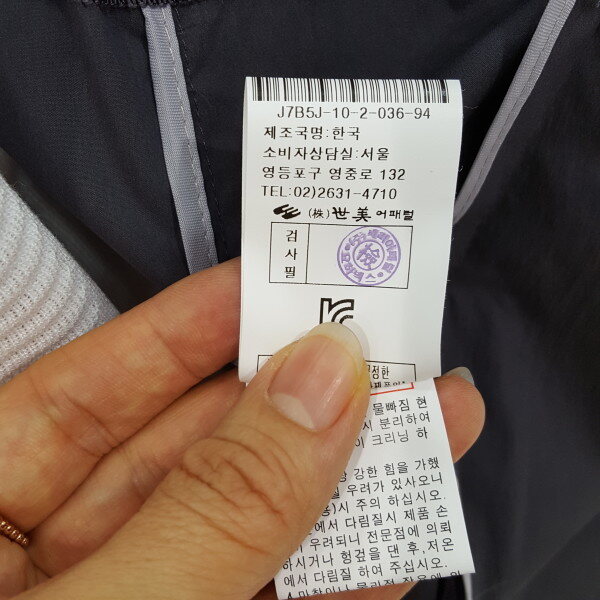 J7B5J-10-2-036-94
제조국명:한국
소비자상담실:서울
영등포구 영중로 132
TEL:02)2631-4710
(株)世美어패럴
검사필
檢
물빠짐 현
시 분리하여
크리닝 하
강한 힘을 가했
우려가 있사오니
용)시 주의 하십시오.
에서 다림질시 제품 손
우려되니 전문점에 의뢰
하시거나 헝겊을 댄 후,저온
에서 다림질 하여 주십시오.